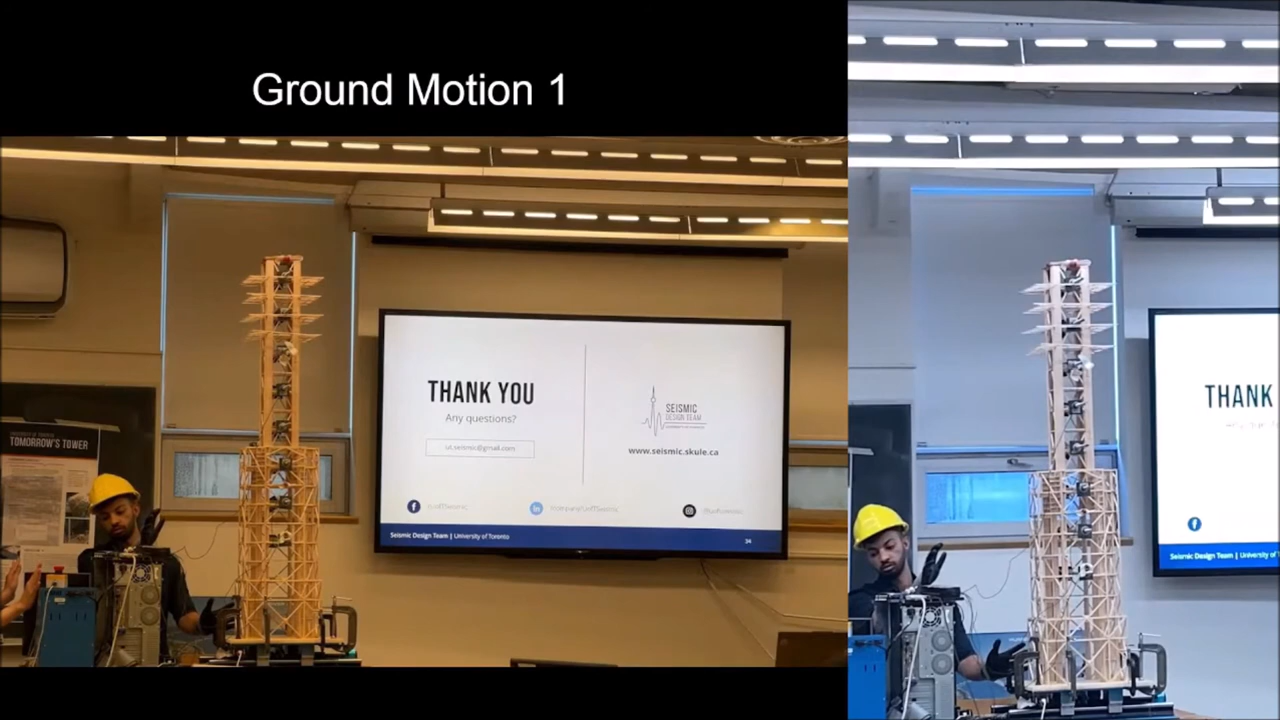 Ground Motion 1
TOMORROW'S TOWER
THANK YOU
Any questions?
ut.seismic@gmail.com
SEISMIC
DESIGN TEAM
www.seismic.skule.ca
Seismic Design Team | University of Toronto
34
THANK
Seismic Design Team | University of